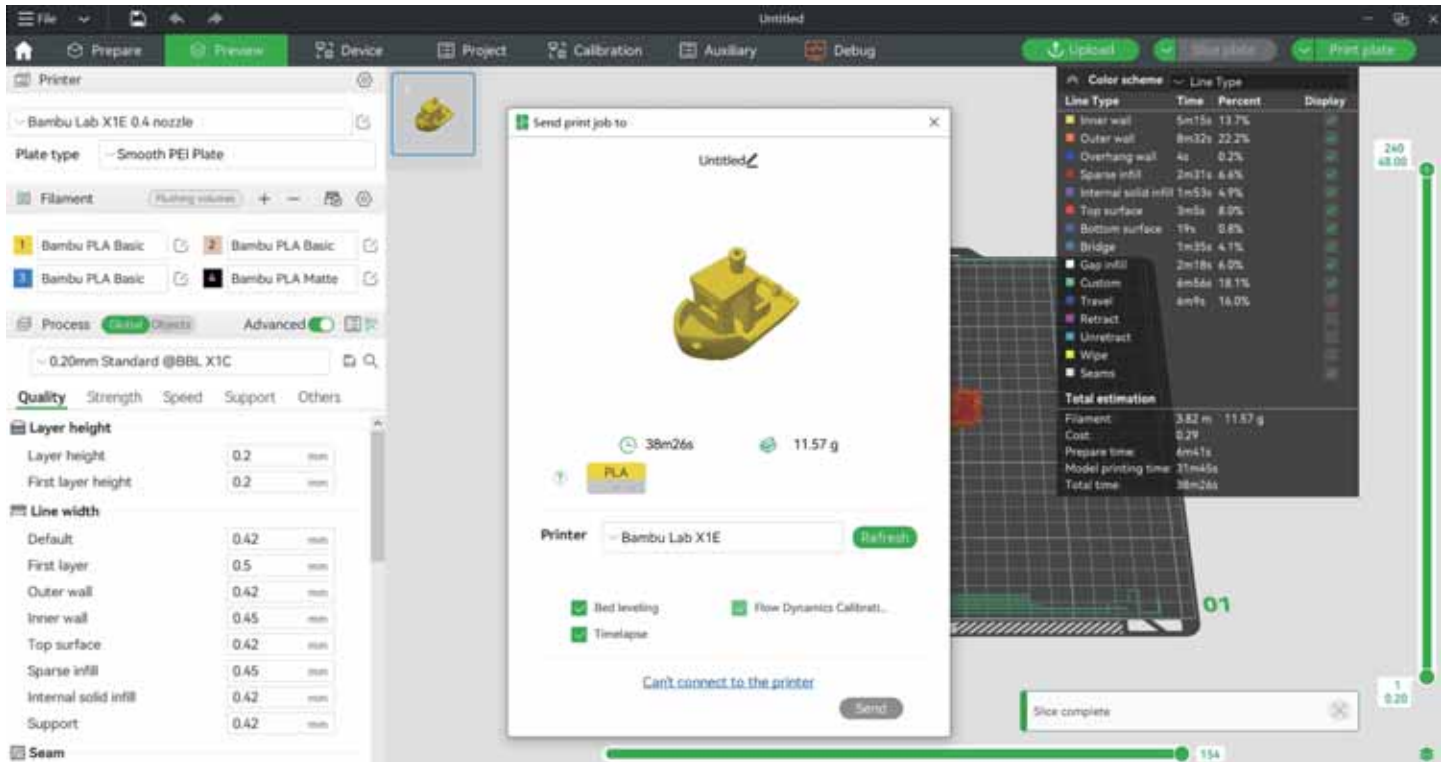 File
Untitled
Prepare
Preview
Device
Project
Calibration
Auxiliary
Debug
Upload
Slice plate
Print plate
Printer
Bambu Lab X1E 0.4 nozzle
Plate type
Smooth PEI Plate
Filament
Flushing volumes
1 Bambu PLA Basic
2 Bambu PLA Basic
3 Bambu PLA Basic
4 Bambu PLA Matte
Process
Global
Objects
Advanced
0.20mm Standard @BBL X1C
Quality
Strength
Speed
Support
Others
Layer height
Layer height 0.2 mm
First layer height 0.2 mm
Line width
Default 0.42 mm
First layer 0.5 mm
Outer wall 0.42 mm
Inner wall 0.45 mm
Top surface 0.42 mm
Sparse infill 0.45 mm
Internal solid infill 0.42 mm
Support 0.42 mm
Seam
Send print job to
Untitled
38m26s
11.57 g
PLA
Printer
Bambu Lab X1E
Refresh
Bed leveling
Flow Dynamics Calibrati...
Timelapse
Can't connect to the printer
Send
Color scheme
Line Type
Line Type Time Percent Display
Inner wall 5m15s 13.7%
Outer wall 8m32s 22.2%
Overhang wall 4s 0.2%
Sparse infill 2m31s 6.6%
Internal solid infill 1m53s 4.9%
Top surface 3m5s 8.0%
Bottom surface 19s 0.8%
Bridge 1m35s 4.1%
Gap infill 2m18s 6.0%
Custom 6m56s 18.1%
Travel 6m9s 16.0%
Retract
Unretract
Wipe
Seams
Total estimation
Filament 3.82 m 11.57 g
Cost 0.29
Prepare time: 6m41s
Model printing time: 31m45s
Total time: 38m26s
240
48.00
01
1
0.20
Slice complete
154